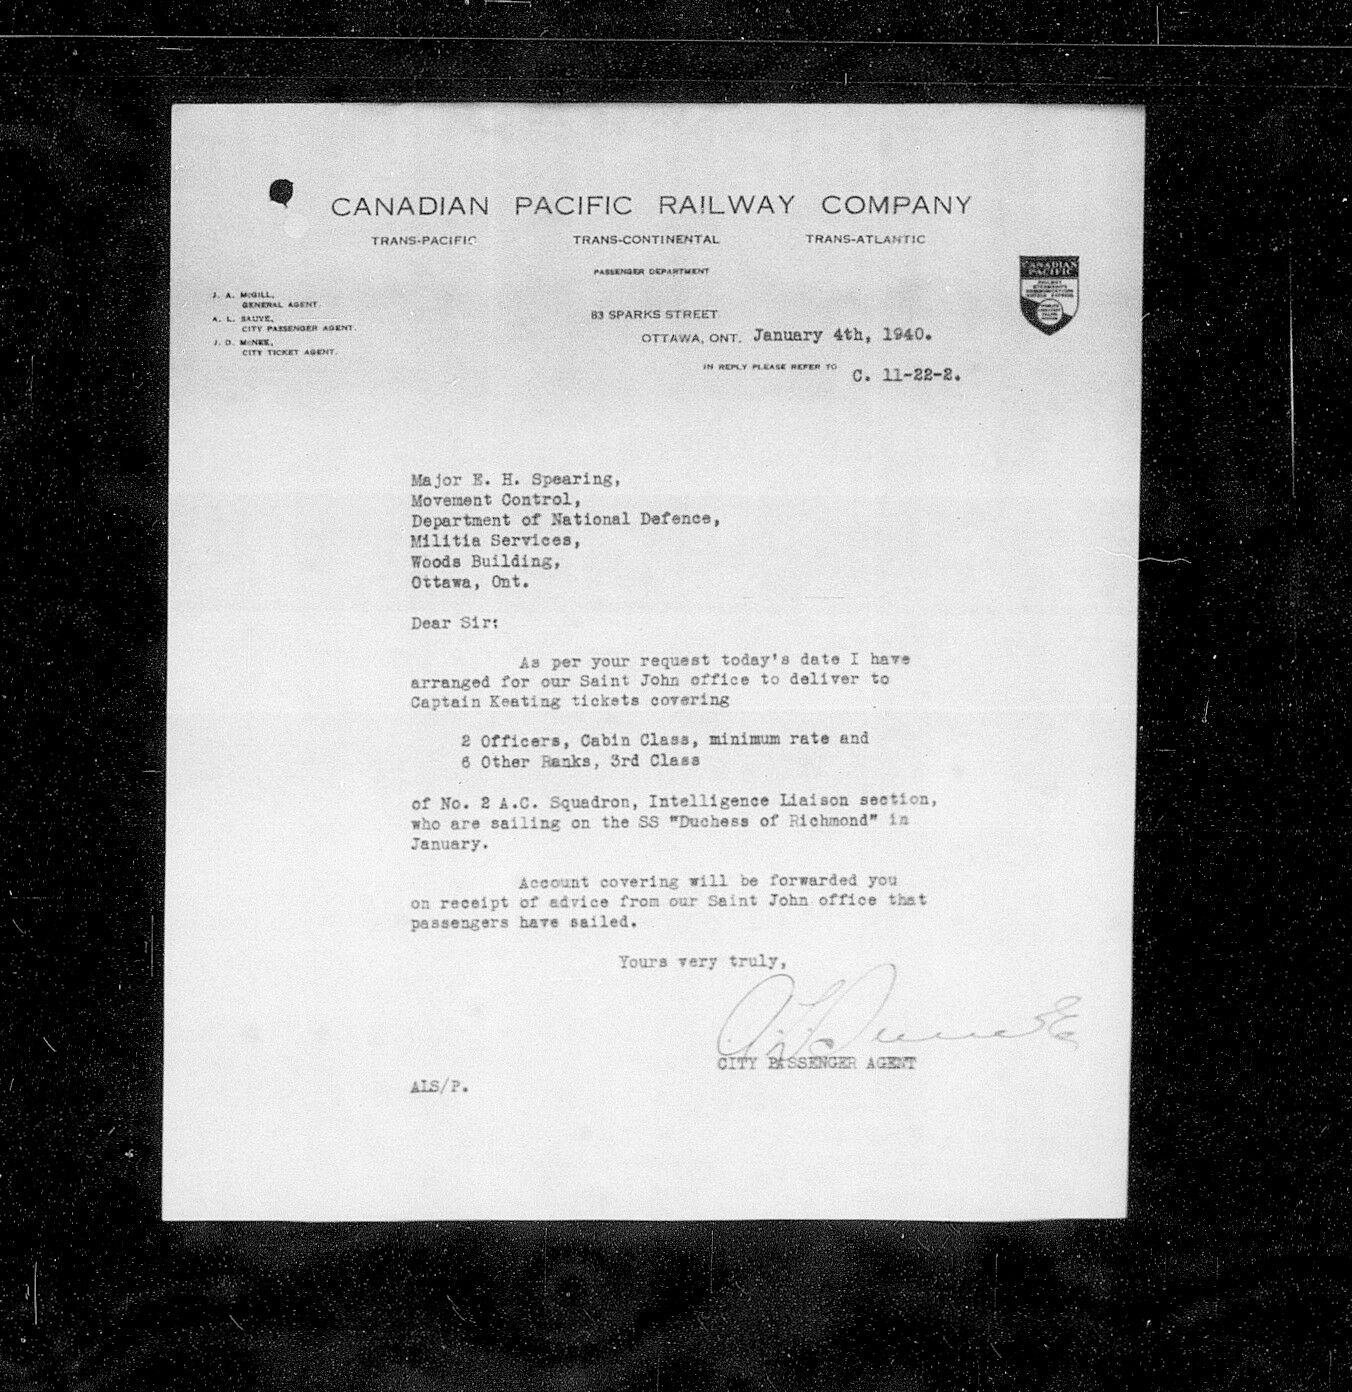 CANADIAN PACIFIC RAILWAY COMPANY
TRANS-PACIFIC TRANS-CONTINENTAL TRANS-ATLANTIC
PASSENGER DEPARTMENT
CANADIAN
PACIFIC
J. A. McGILL,
GENERAL AGENT.
A. L. SAUVE,
CITY PASSENGER AGENT.
J. D. McNEE,
CITY TICKET AGENT.
83 SPARKS STREET
OTTAWA, ONT. January 4th, 1940.
IN REPLY PLEASE REFER TO C. 11-22-2.
Major E. H. Spearing,
Movement Control,
Department of National Defence,
Militia Services,
Woods Building,
Ottawa, Ont.
Dear Sir:
As per your request today's date I have
arranged for our Saint John office to deliver to
Captain Keating tickets covering
2 Officers, Cabin Class, minimum rate and
6 Other Ranks, 3rd Class
of No. 2 A.C. Squadron, Intelligence Liaison section,
who are sailing on the SS "Duchess of Richmond" in
January.
Account covering will be forwarded you
on receipt of advice from our Saint John office that
passengers have sailed.
Yours very truly,
CITY PASSENGER AGENT
ALS/P.